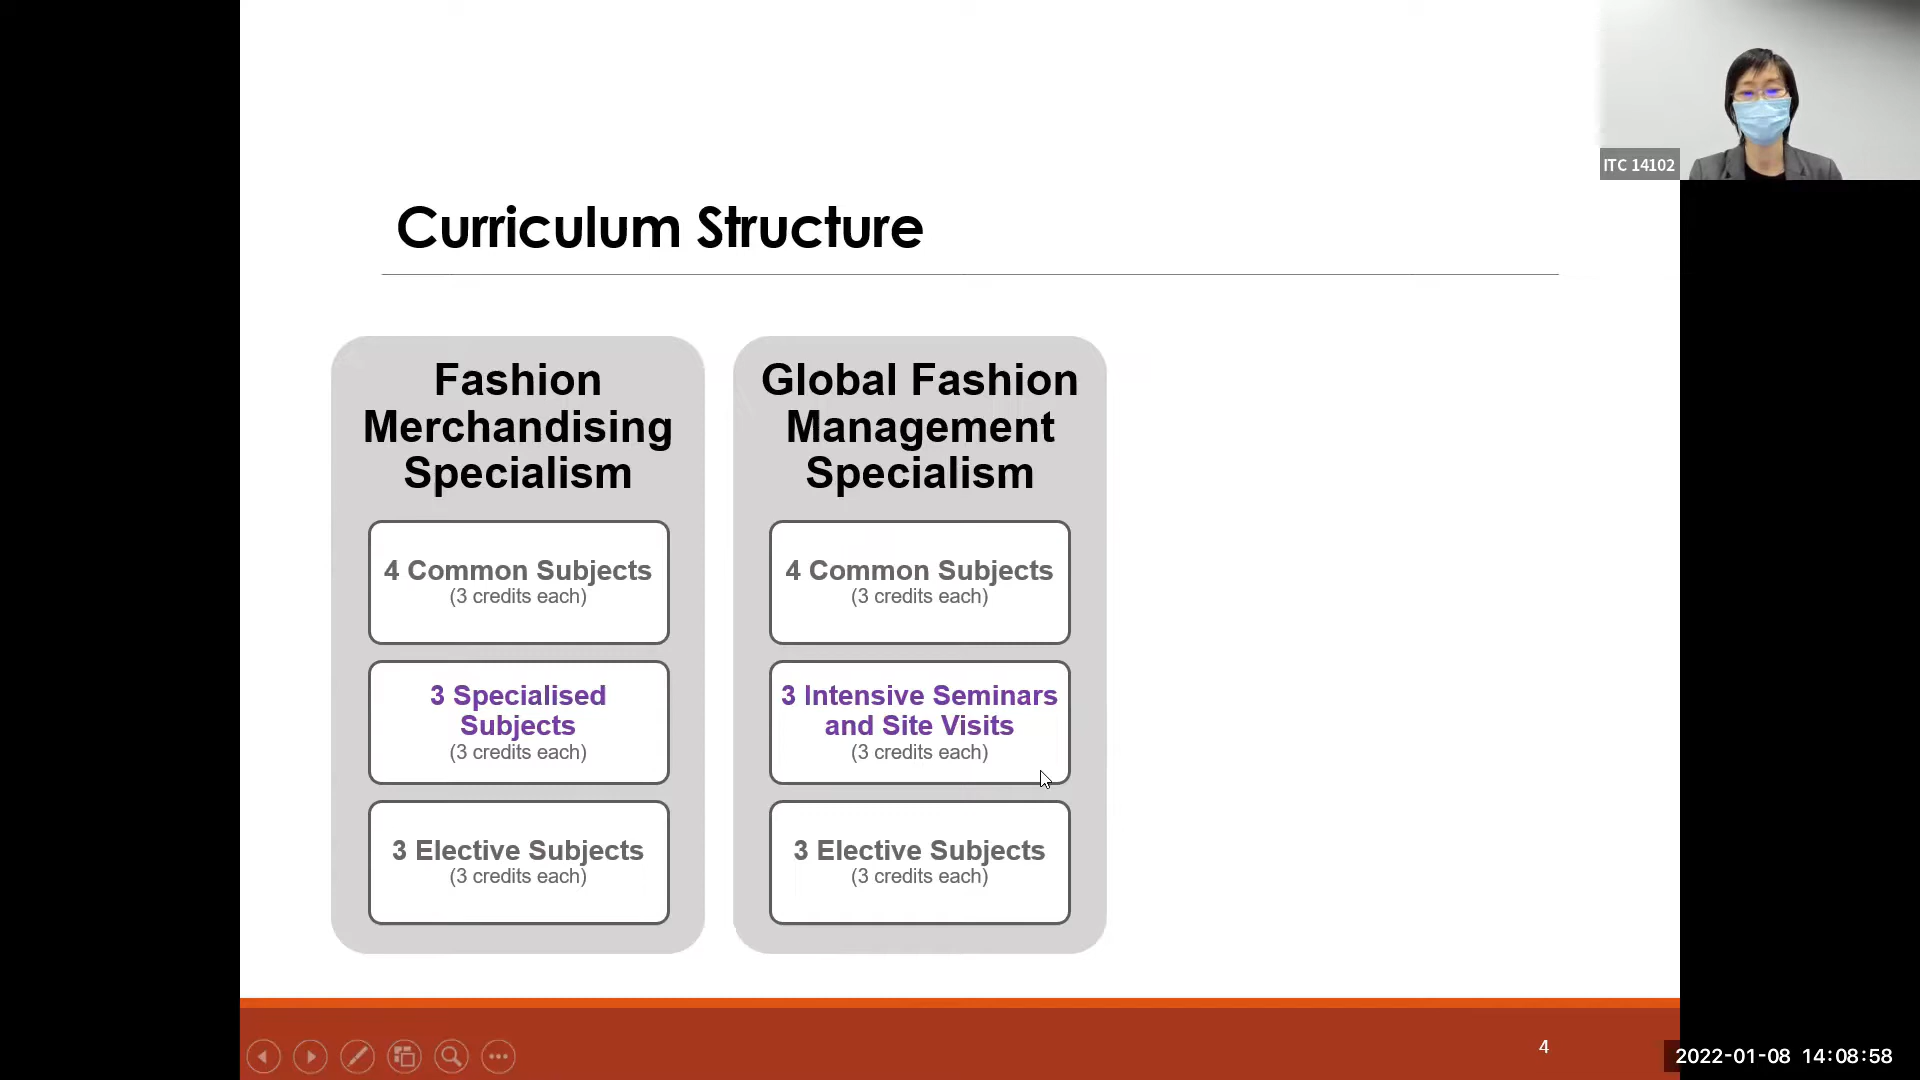 ITC 14102
Curriculum Structure
Fashion
Merchandising
Specialism
4 Common Subjects
(3 credits each)
3 Specialised
Subjects
(3 credits each)
3 Elective Subjects
(3 credits each)
Global Fashion
Management
Specialism
4 Common Subjects
(3 credits each)
3 Intensive Seminars
and Site Visits
(3 credits each)
3 Elective Subjects
(3 credits each)
4
2022-01-08 14:08:58